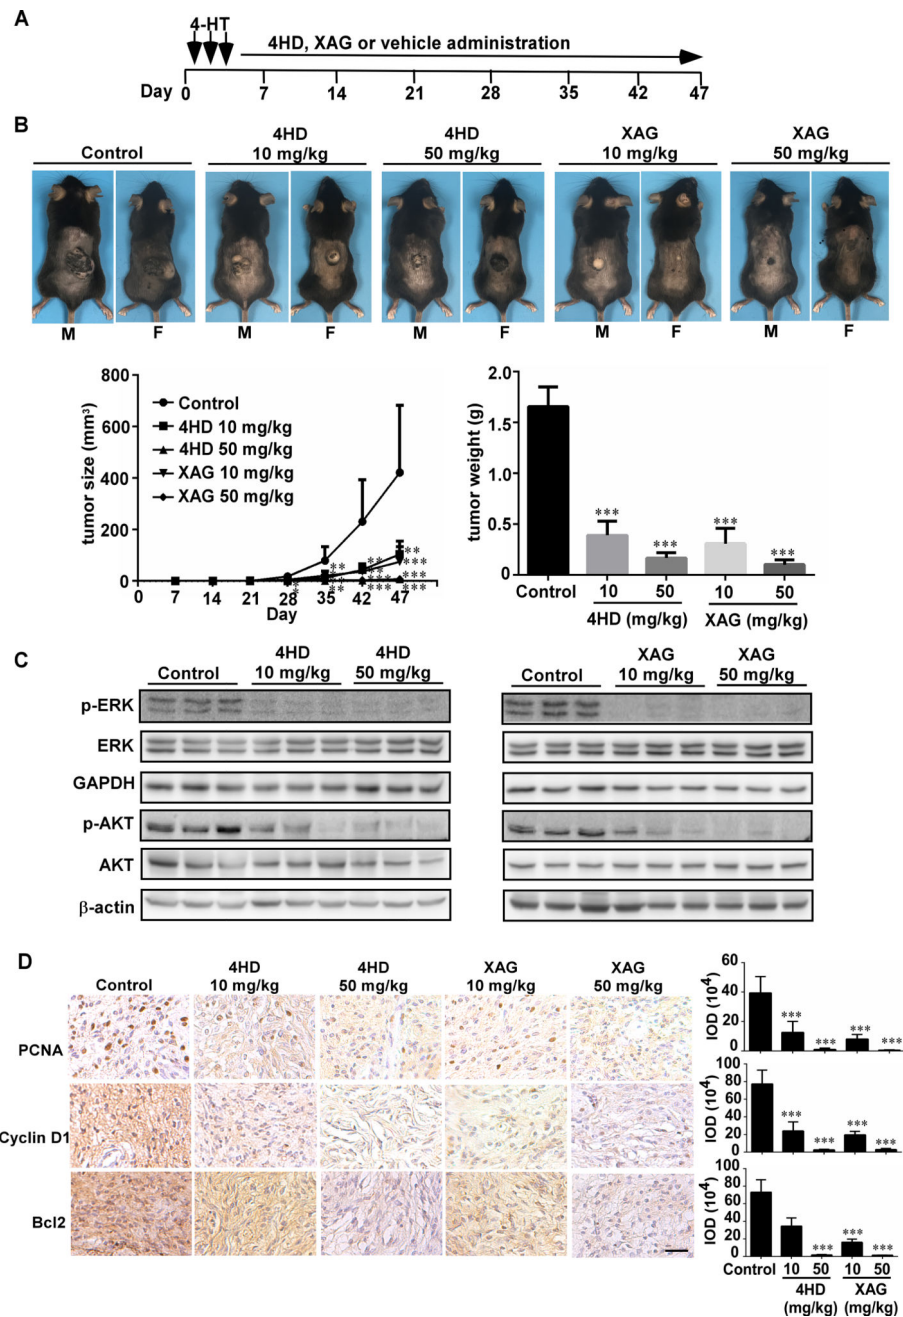 A
4-HT
4HD, XAG or vehicle administration
Day 0 7 14 21 28 35 42 47
B
Control
4HD
10 mg/kg
4HD
50 mg/kg
XAG
10 mg/kg
XAG
50 mg/kg
M F M F M F M F M F
tumor size (mm³)
800
600
400
200
0
Control
4HD 10 mg/kg
4HD 50 mg/kg
XAG 10 mg/kg
XAG 50 mg/kg
7 14 21 28 35 42 47
Day
tumor weight (g)
2.0
1.5
1.0
0.5
0.0
*** *** *** ***
Control 10 50 10 50
4HD (mg/kg) XAG (mg/kg)
C
Control
4HD
10 mg/kg
4HD
50 mg/kg
Control
XAG
10 mg/kg
XAG
50 mg/kg
p-ERK
ERK
GAPDH
p-AKT
AKT
β-actin
D
Control
4HD
10 mg/kg
4HD
50 mg/kg
XAG
10 mg/kg
XAG
50 mg/kg
PCNA
Cyclin D1
Bcl2
IOD (10⁴)
60
40
20
0
*** *** *** ***
IOD (10⁴)
100
80
60
40
20
0
*** *** *** ***
IOD (10⁴)
100
80
60
40
20
0
*** *** ***
Control 10 50 10 50
4HD XAG
(mg/kg) (mg/kg)